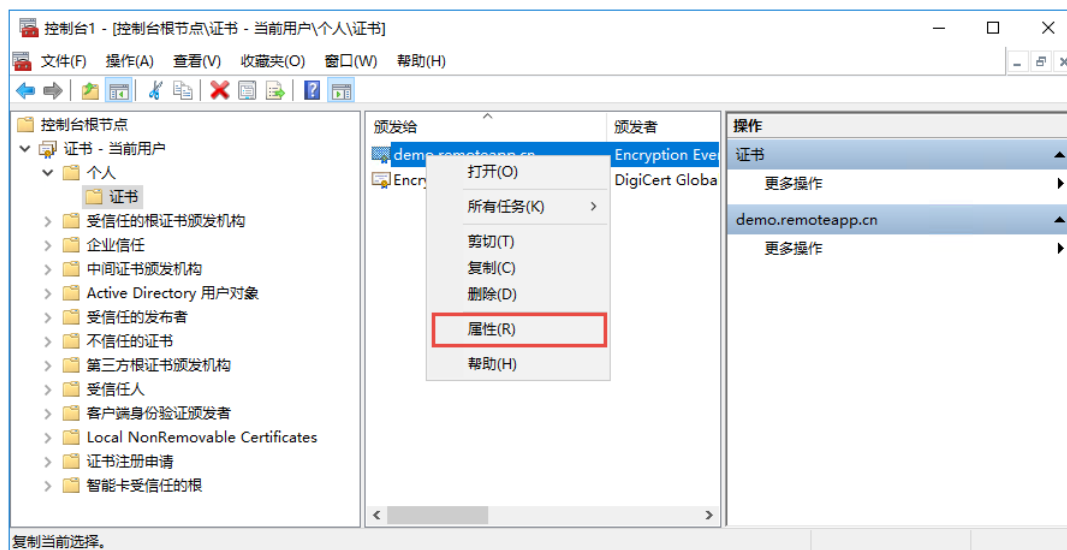 控制台1 - [控制台根节点\证书 - 当前用户\个人\证书]
文件(F) 操作(A) 查看(V) 收藏夹(O) 窗口(W) 帮助(H)
控制台根节点
证书 - 当前用户
个人
证书
受信任的根证书颁发机构
企业信任
中间证书颁发机构
Active Directory 用户对象
受信任的发布者
不信任的证书
第三方根证书颁发机构
受信任人
客户端身份验证颁发者
Local NonRemovable Certificates
证书注册申请
智能卡受信任的根
颁发给 颁发者
demo.remoteapp.cn Encryption Eve
Encr DigiCert Globa
打开(O)
所有任务(K)
剪切(T)
复制(C)
删除(D)
属性(R)
帮助(H)
操作
证书
更多操作
demo.remoteapp.cn
更多操作
复制当前选择。